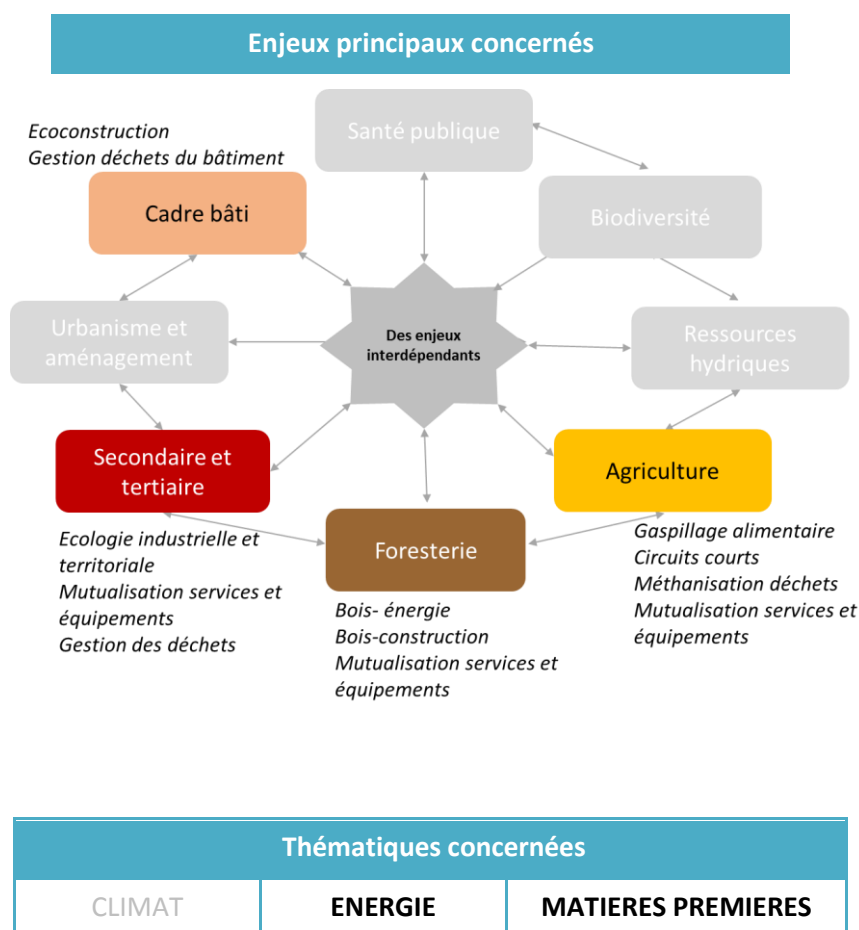 Enjeux principaux concernés
Santé publique
Ecoconstruction
Gestion déchets du bâtiment
Cadre bâti
Biodiversité
Urbanisme et
aménagement
Des enjeux
interdépendants
Ressources
hydriques
Secondaire et
tertiaire
Agriculture
Foresterie
Ecologie industrielle et
territoriale
Mutualisation services et
équipements
Gestion des déchets
Bois- énergie
Bois-construction
Mutualisation services et
équipements
Gaspillage alimentaire
Circuits courts
Méthanisation déchets
Mutualisation services et
équipements
Thématiques concernées
CLIMAT
ENERGIE
MATIERES PREMIERES